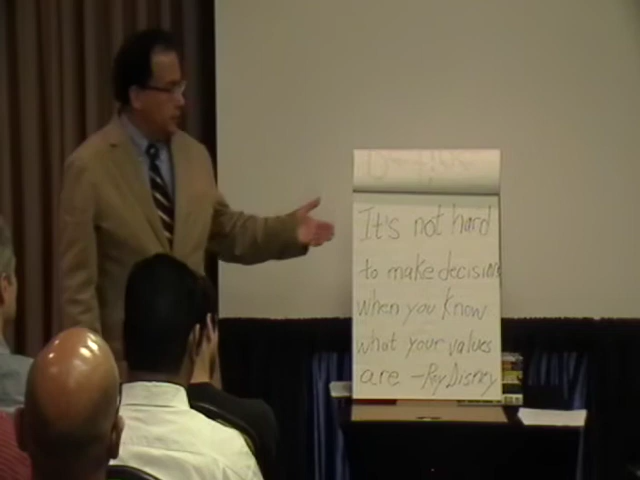 It's not hard
to make decision
when you know
what your values
are - Roy Disney